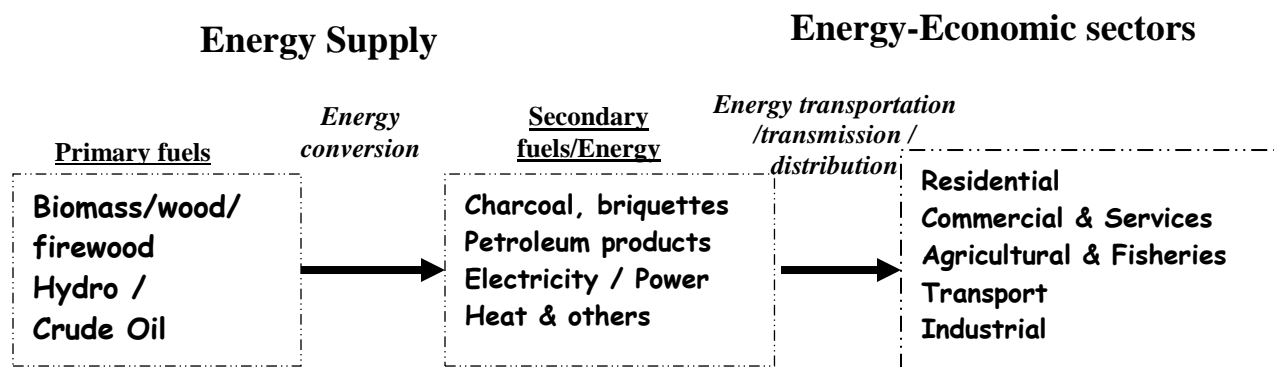 Energy Supply
Energy-Economic sectors
Primary fuels
Energy
conversion
Secondary
fuels/Energy
Energy transportation
/transmission /
distribution
Biomass/wood/
firewood
Hydro /
Crude Oil
Charcoal, briquettes
Petroleum products
Electricity / Power
Heat & others
Residential
Commercial & Services
Agricultural & Fisheries
Transport
Industrial